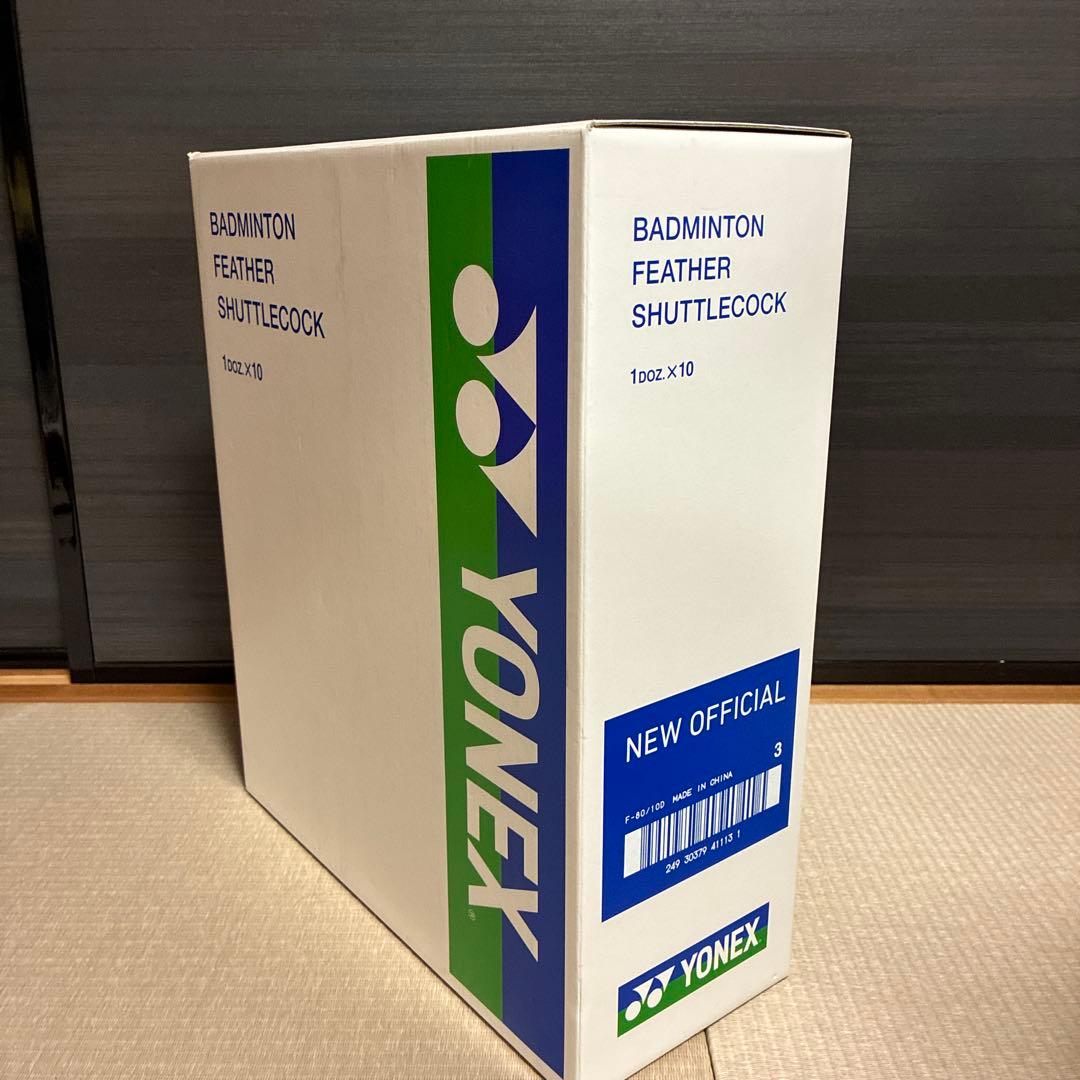 BADMINTON
FEATHER
SHUTTLECOCK
1DOZ.×10
YONEX®
BADMINTON
FEATHER
SHUTTLECOCK
1DOZ.×10
NEW OFFICIAL
3
F-80/10D MADE IN CHINA
249 30379 41113 1
YONEX